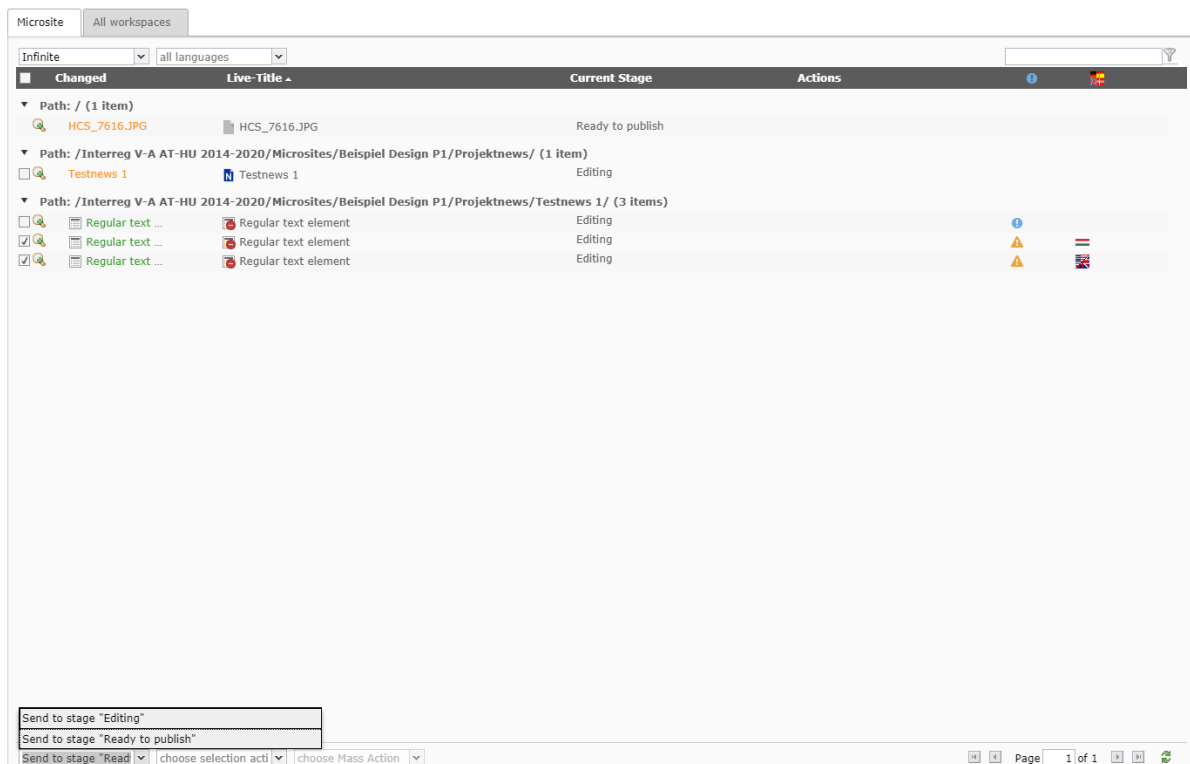 Microsite All workspaces
Infinite all languages
Changed Live-Title Current Stage Actions
Path: / (1 item)
HCS_7616.JPG HCS_7616.JPG Ready to publish
Path: /Interreg V-A AT-HU 2014-2020/Microsites/Beispiel Design P1/Projektnews/ (1 item)
Testnews 1 N Testnews 1 Editing
Path: /Interreg V-A AT-HU 2014-2020/Microsites/Beispiel Design P1/Projektnews/Testnews 1/ (3 items)
Regular text ... Regular text element Editing
Regular text ... Regular text element Editing
Regular text ... Regular text element Editing
Send to stage "Editing"
Send to stage "Ready to publish"
Send to stage "Read choose selection acti choose Mass Action Page 1 of 1